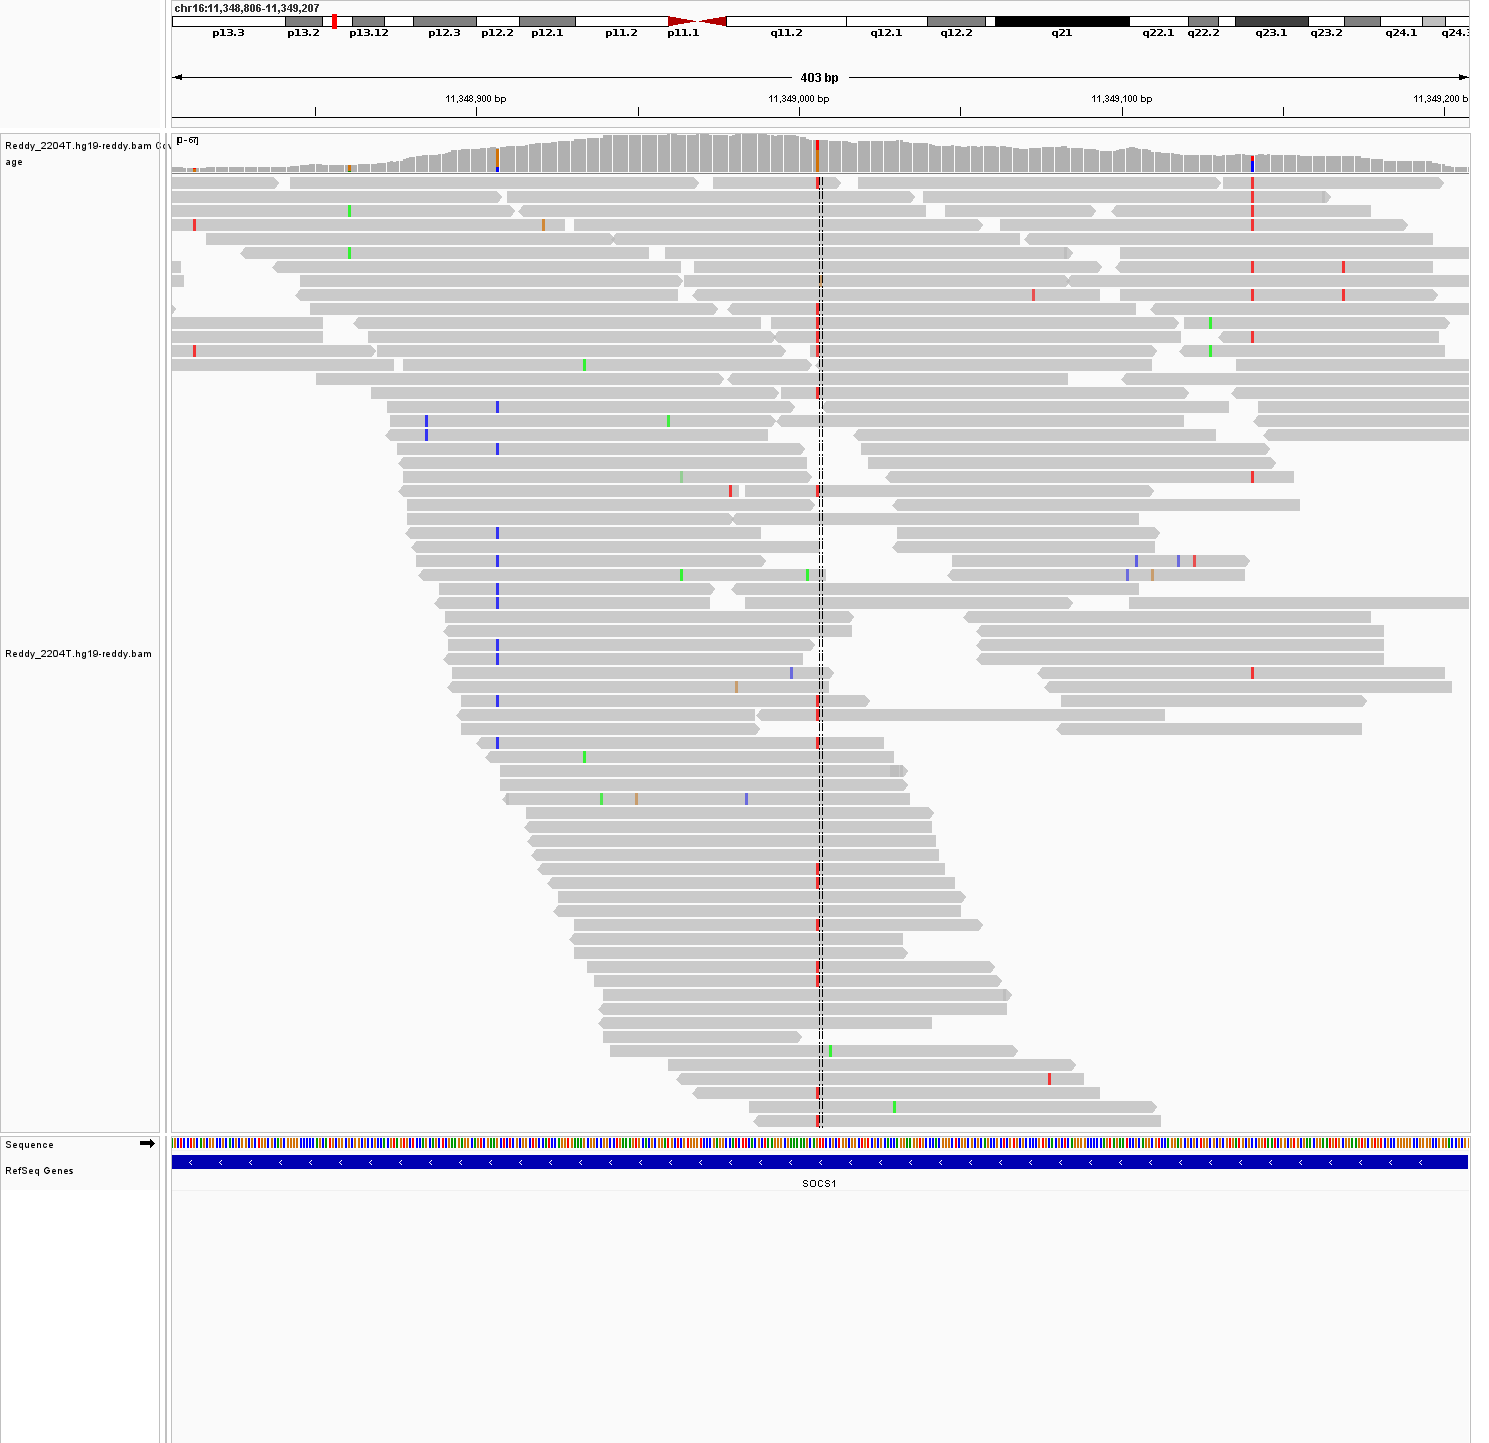 chr16:11,348,806-11,349,207
p13.3 p13.2 p13.12 p12.3 p12.2 p12.1 p11.2 p11.1 q11.2 q12.1 q12.2 q21 q22.1 q22.2 q23.1 q23.2 q24.1 q24.3
403 bp
11,348,900 bp 11,349,000 bp 11,349,100 bp 11,349,200 b
Reddy_2204T.hg19-reddy.bam Cov
age
[0 - 67]
Reddy_2204T.hg19-reddy.bam
Sequence
RefSeq Genes
SOCS1